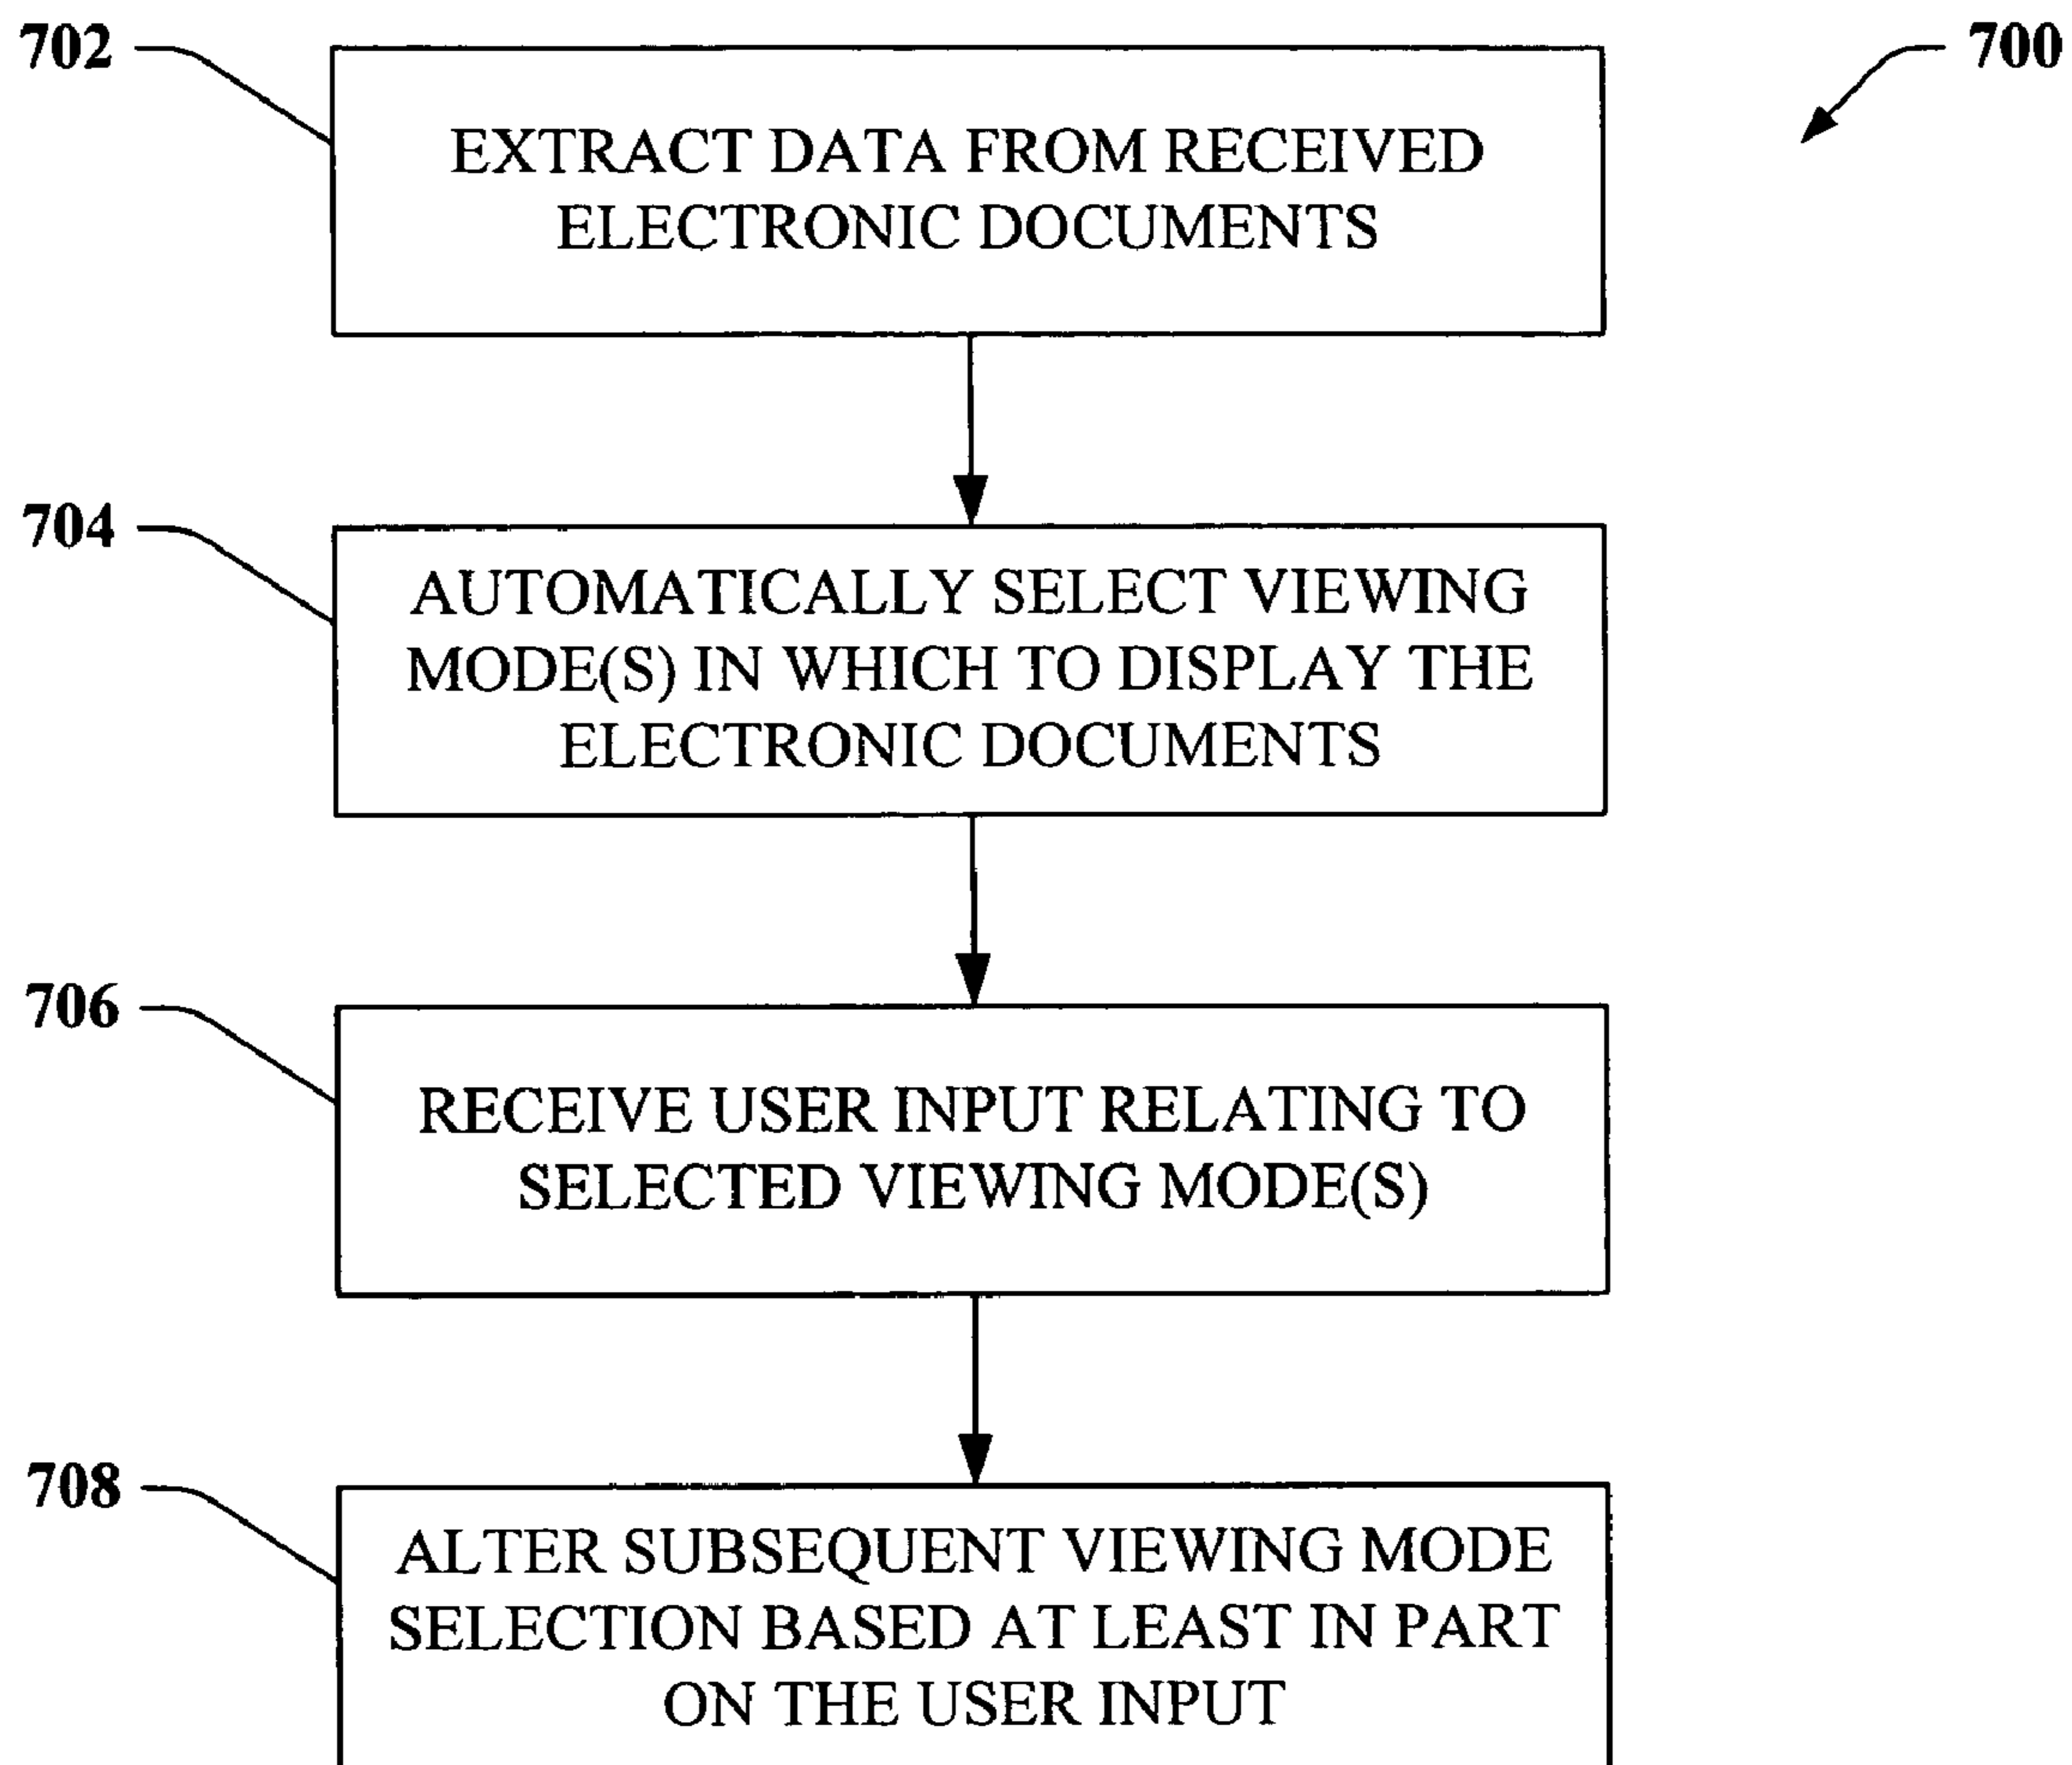 702
700
EXTRACT DATA FROM RECEIVED
ELECTRONIC DOCUMENTS
704
AUTOMATICALLY SELECT VIEWING
MODE(S) IN WHICH TO DISPLAY THE
ELECTRONIC DOCUMENTS
706
RECEIVE USER INPUT RELATING TO
SELECTED VIEWING MODE(S)
708
ALTER SUBSEQUENT VIEWING MODE
SELECTION BASED AT LEAST IN PART
ON THE USER INPUT